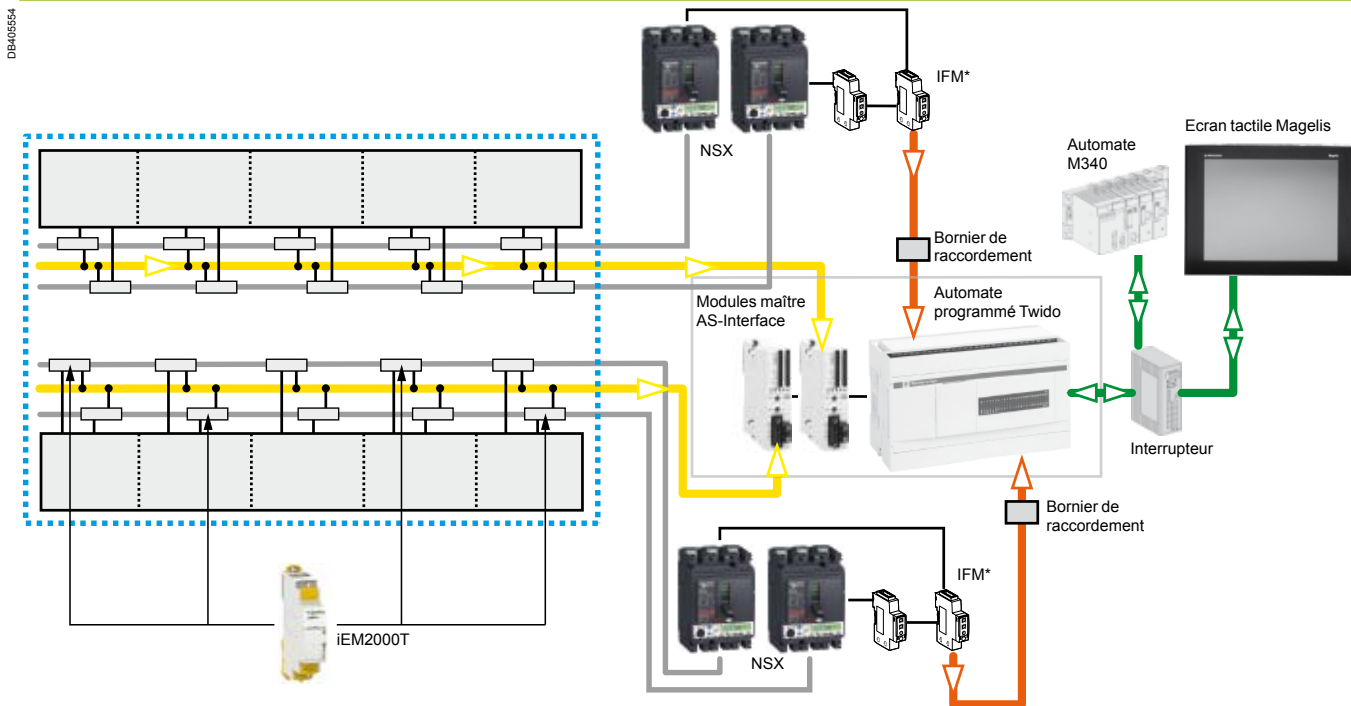 DB405554
IFM*
NSX
Automate
M340
Ecran tactile Magelis
Bornier de
raccordement
Modules maître
AS-Interface
Automate
programmé Twido
Interrupteur
Bornier de
raccordement
IFM*
NSX
iEM2000T